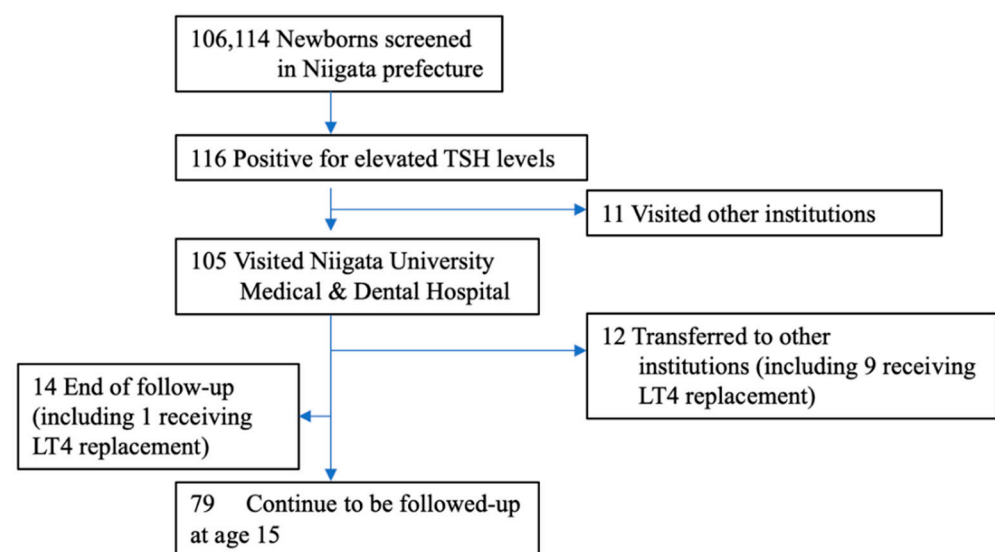 106,114 Newborns screened
in Niigata prefecture
116 Positive for elevated TSH levels
11 Visited other institutions
105 Visited Niigata University
Medical & Dental Hospital
12 Transferred to other
institutions (including 9 receiving
LT4 replacement)
14 End of follow-up
(including 1 receiving
LT4 replacement)
79 Continue to be followed-up
at age 15